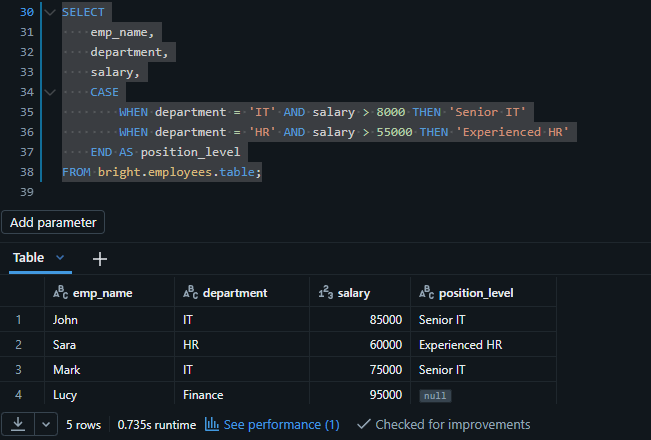 30 SELECT
31 emp_name,
32 department,
33 salary,
34 CASE
35 WHEN department = 'IT' AND salary > 8000 THEN 'Senior IT'
36 WHEN department = 'HR' AND salary > 55000 THEN 'Experienced HR'
37 END AS position_level
38 FROM bright.employees.table;
39
Add parameter
Table +
ABC emp_name ABC department 123 salary ABC position_level
1 John IT 85000 Senior IT
2 Sara HR 60000 Experienced HR
3 Mark IT 75000 Senior IT
4 Lucy Finance 95000 null
5 rows 0.735s runtime See performance (1) Checked for improvements